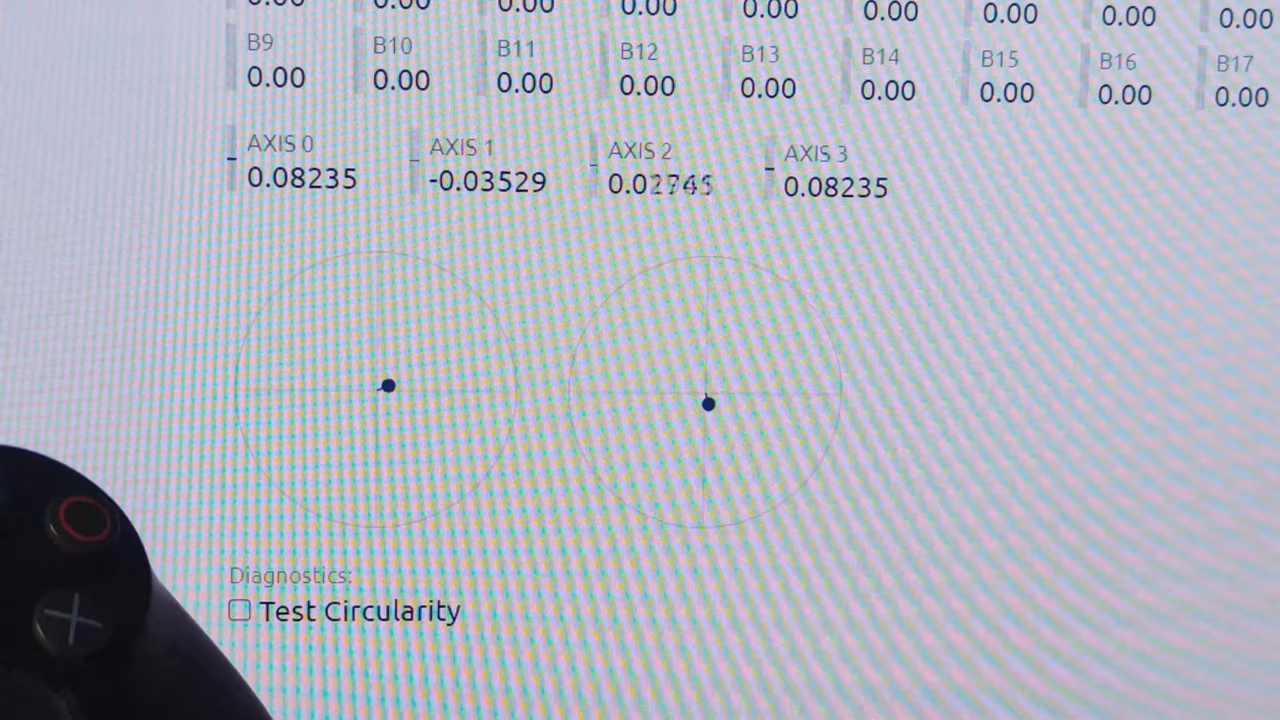 0.00 0.00 0.00 0.00 0.00 0.00 0.00 0.00 0.00
B9 B10 B11 B12 B13 B14 B15 B16 B17
0.00 0.00 0.00 0.00 0.00 0.00 0.00 0.00 0.00
AXIS 0 AXIS 1 AXIS 2 AXIS 3
0.08235 -0.03529 0.02745 0.08235
Diagnostics:
Test Circularity